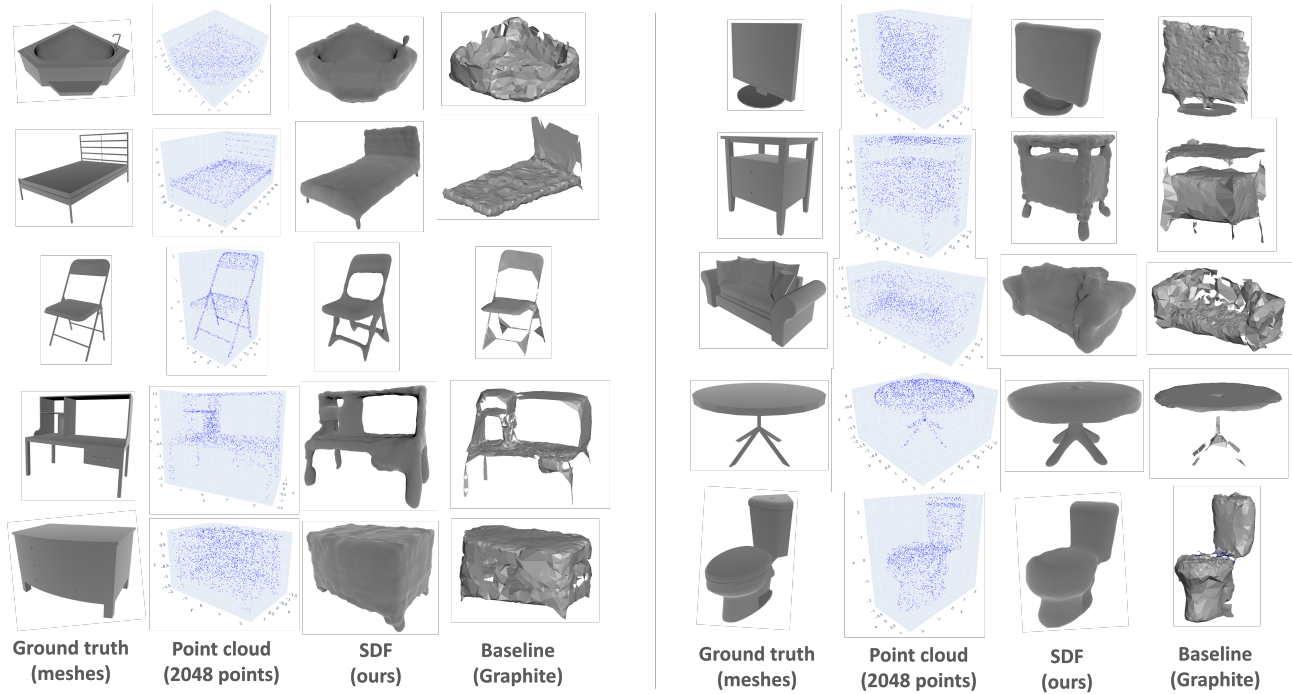 Ground truth
(meshes)
Point cloud
(2048 points)
SDF
(ours)
Baseline
(Graphite)
Ground truth
(meshes)
Point cloud
(2048 points)
SDF
(ours)
Baseline
(Graphite)